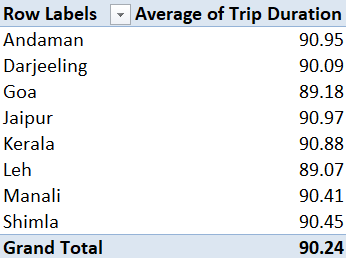 Row Labels Average of Trip Duration
Andaman 90.95
Darjeeling 90.09
Goa 89.18
Jaipur 90.97
Kerala 90.88
Leh 89.07
Manali 90.41
Shimla 90.45
Grand Total 90.24